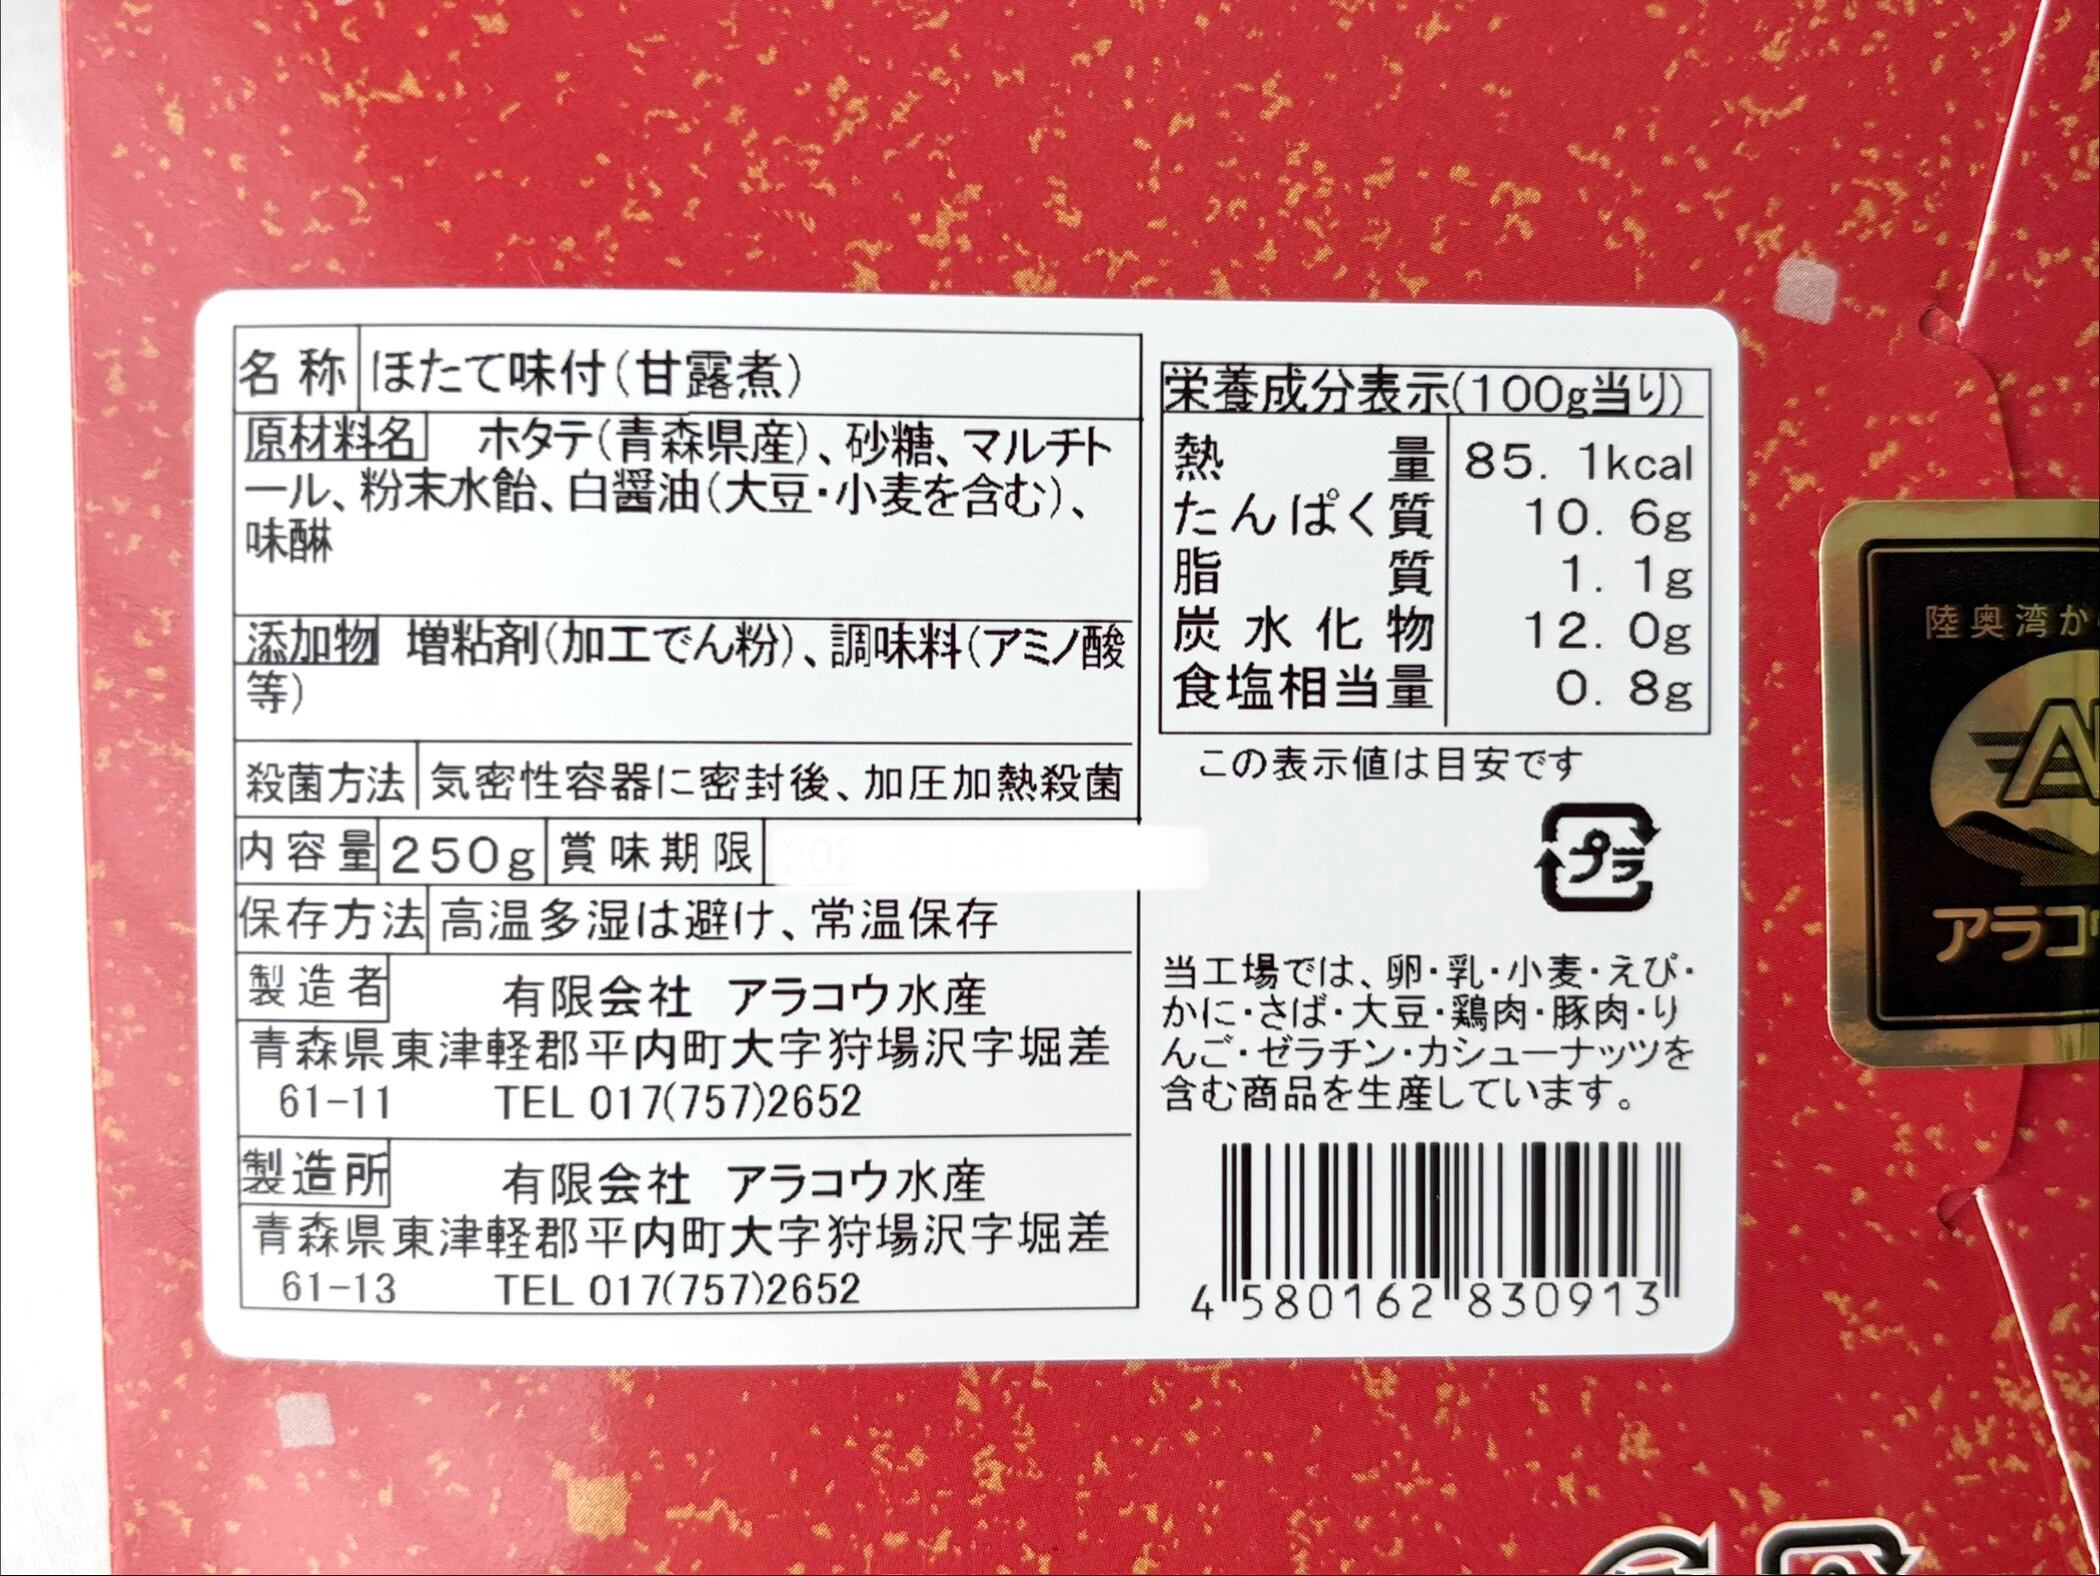 名称 ほたて味付(甘露煮)
原材料名 ホタテ(青森県産)、砂糖、マルチト
ール、粉末水飴、白醤油(大豆・小麦を含む)、
味醂
添加物 増粘剤(加工でん粉)、調味料(アミノ酸
等)
殺菌方法 気密性容器に密封後、加圧加熱殺菌
内容量 250g 賞味期限 202
保存方法 高温多湿は避け、常温保存
製造者 有限会社 アラコウ水産
青森県東津軽郡平内町大字狩場沢字堀差
61-11 TEL 017(757)2652
製造所 有限会社 アラコウ水産
青森県東津軽郡平内町大字狩場沢字堀差
61-13 TEL 017(757)2652
栄養成分表示(100g当り)
熱量 85.1kcal
たんぱく質 10.6g
脂質 1.1g
炭水化物 12.0g
食塩相当量 0.8g
この表示値は目安です
プラ
当工場では、卵・乳・小麦・えび・
かに・さば・大豆・鶏肉・豚肉・り
んご・ゼラチン・カシューナッツを
含む商品を生産しています。
4 580162 830913
陸奥湾か
A
アラコ